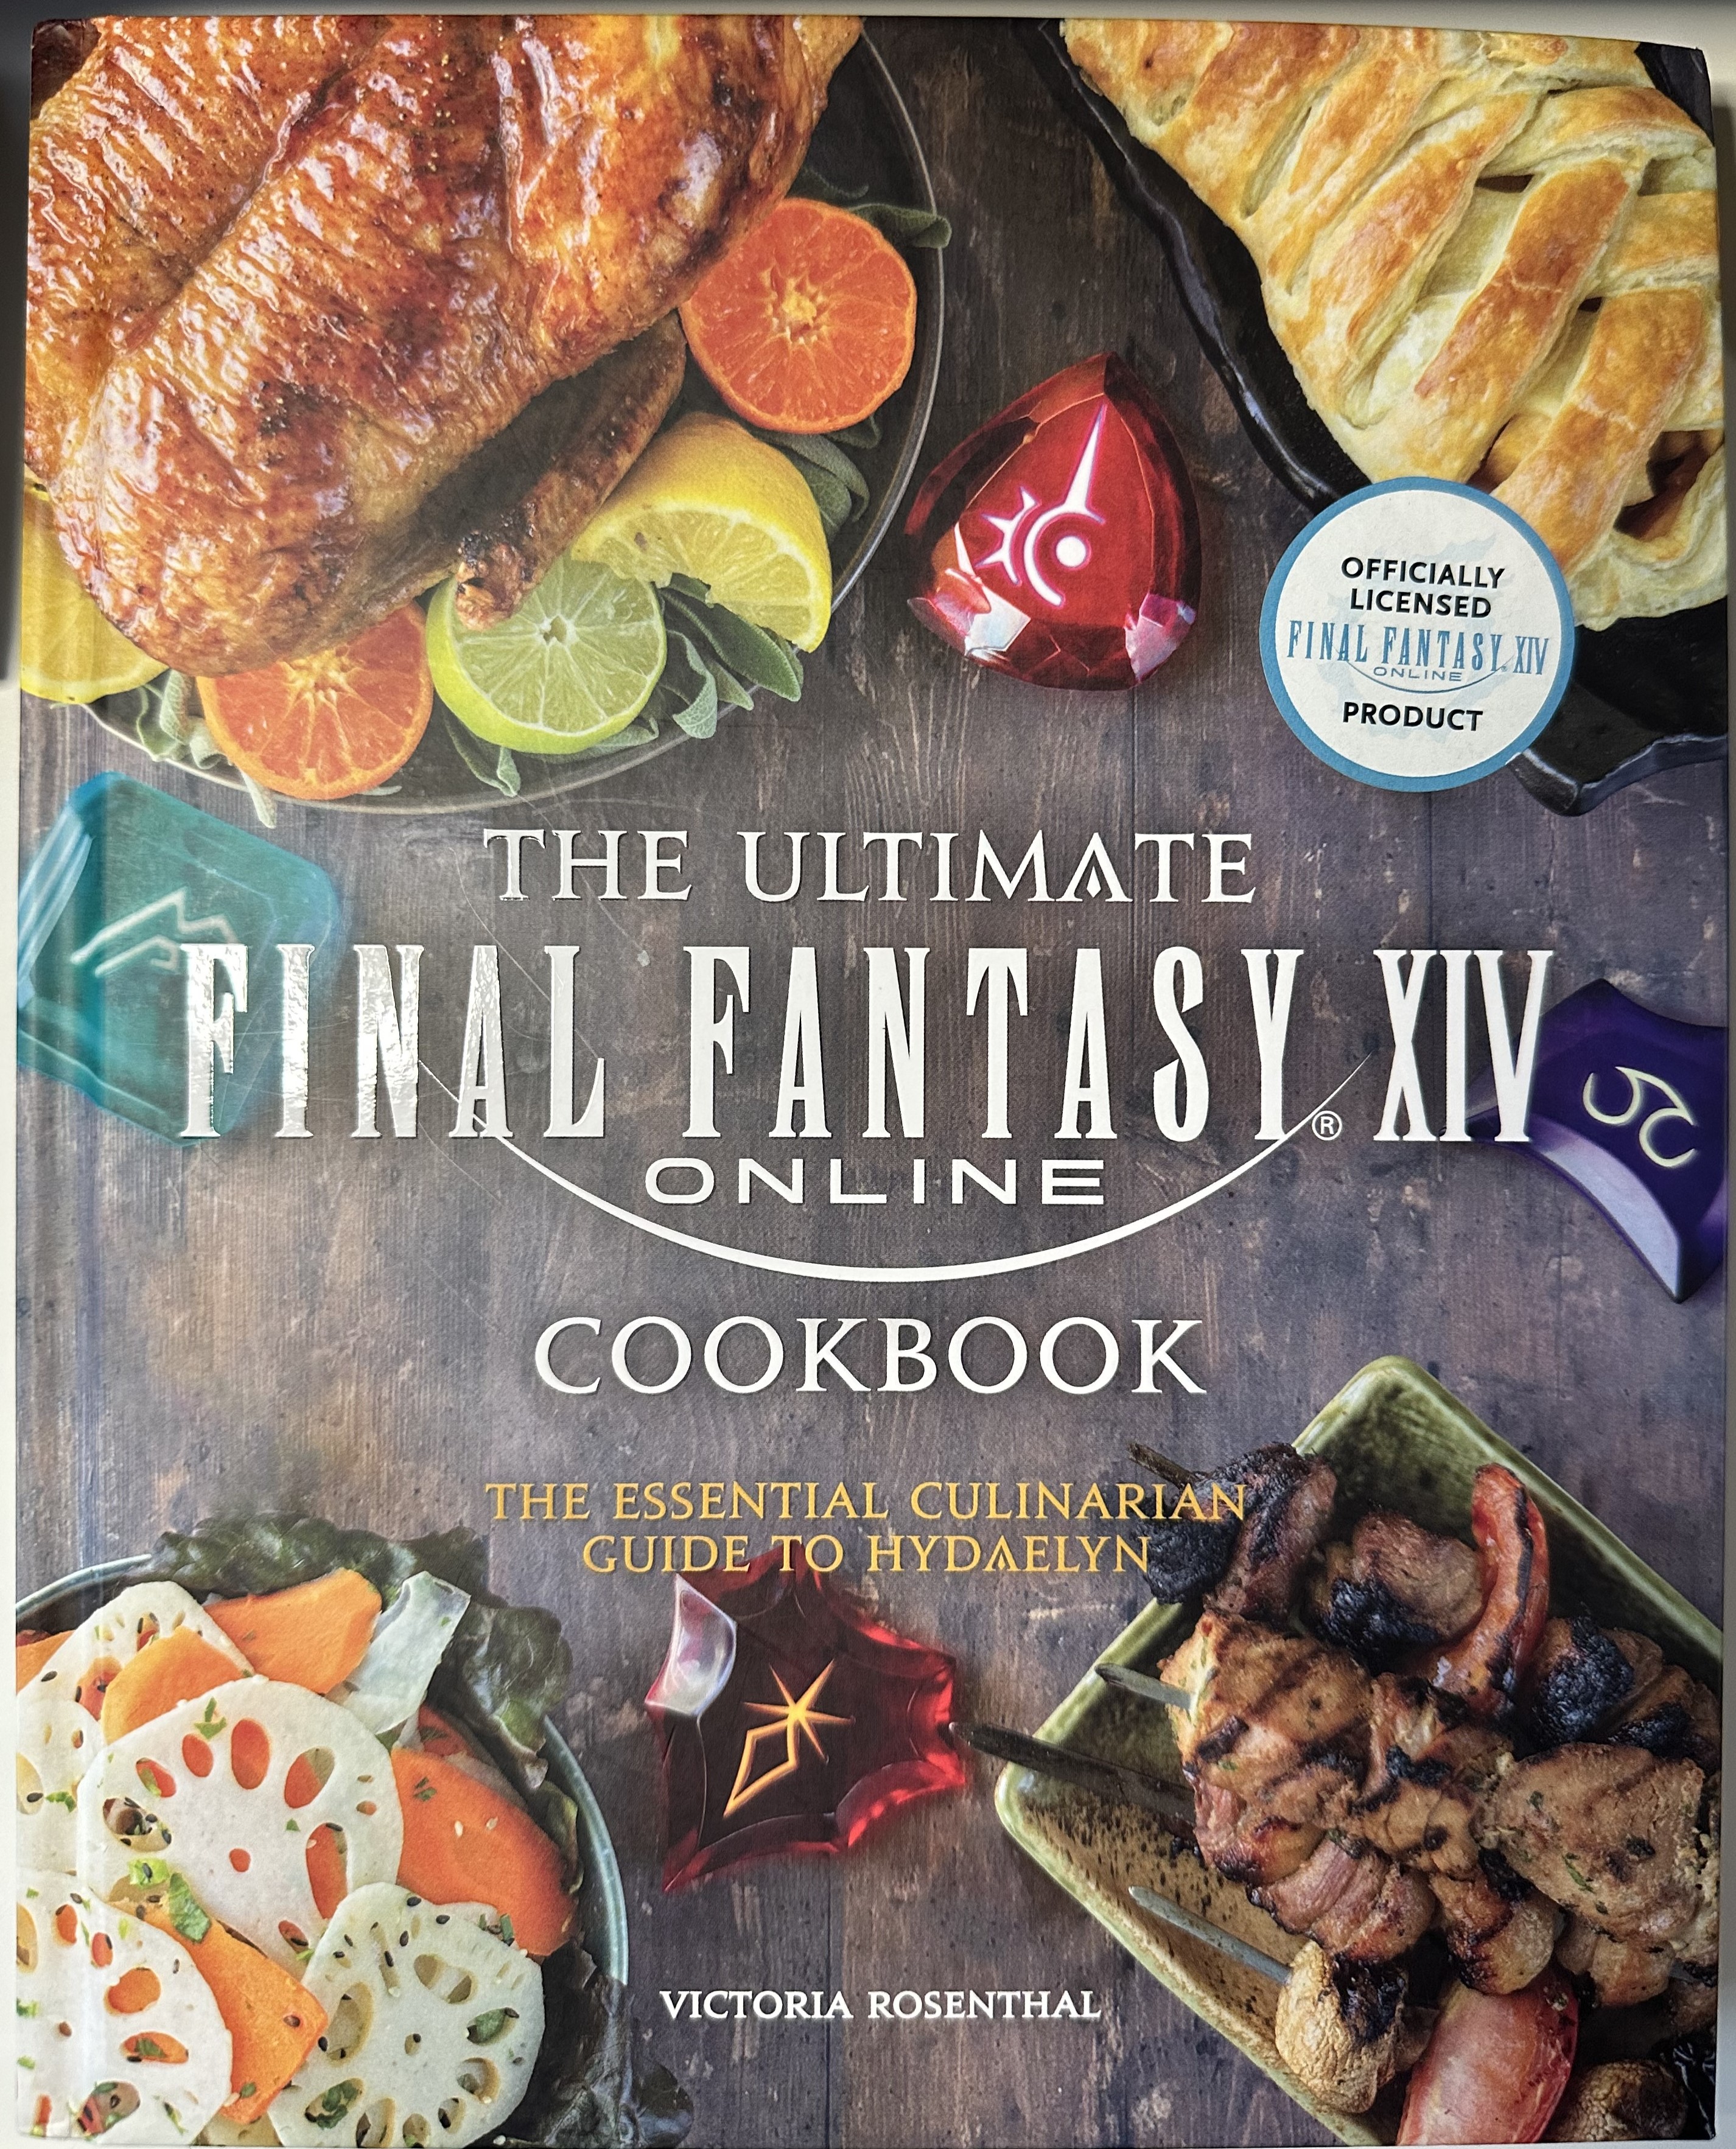 OFFICIALLY
LICENSED
FINAL FANTASY® XIV
ONLINE
PRODUCT
THE ULTIMATE
FINAL FANTASY® XIV
ONLINE
COOKBOOK
THE ESSENTIAL CULINARIAN
GUIDE TO HYDAELYN
VICTORIA ROSENTHAL